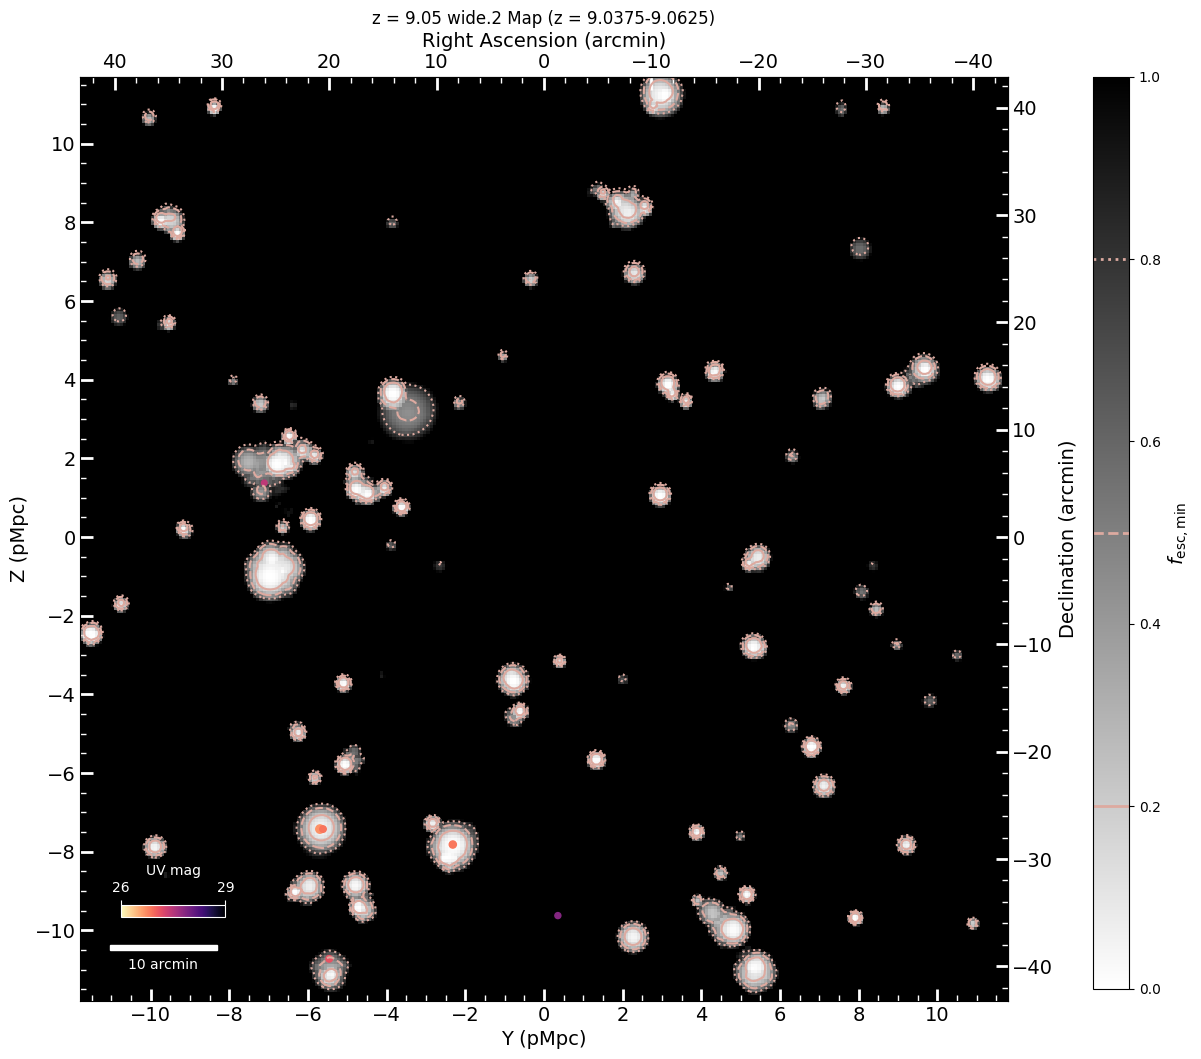 z = 9.05 wide.2 Map (z = 9.0375-9.0625)
Right Ascension (arcmin)
40 30 20 10 0 −10 −20 −30 −40
10
8
6
4
2
0
−2
−4
−6
−8
−10
Z (pMpc)
40
30
20
10
0
−10
−20
−30
−40
Declination (arcmin)
1.0
0.8
0.6
0.4
0.2
0.0
fesc, min
UV mag
26 29
10 arcmin
−10 −8 −6 −4 −2 0 2 4 6 8 10
Y (pMpc)